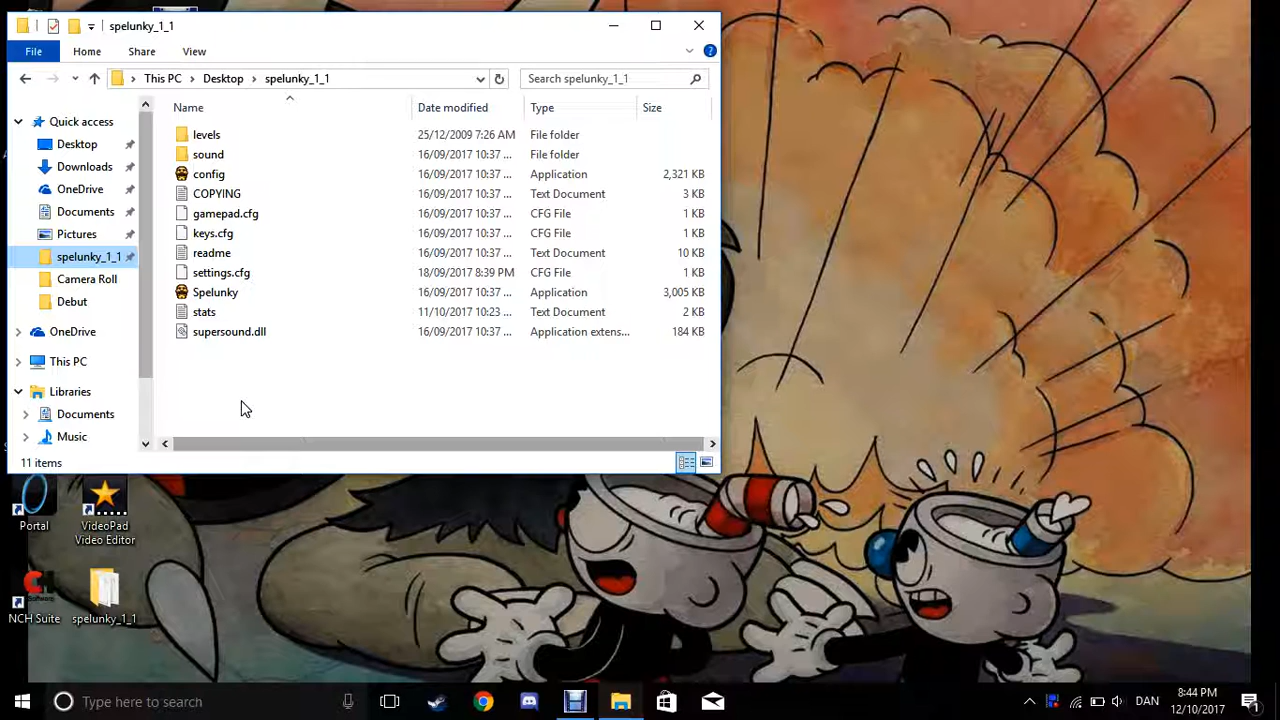 spelunky_1_1
File Home Share View
This PC Desktop spelunky_1_1 Search spelunky_1_1
Name Date modified Type Size
levels 25/12/2009 7:26 AM File folder
sound 16/09/2017 10:37 ... File folder
config 16/09/2017 10:37 ... Application 2,321 KB
COPYING 16/09/2017 10:37 ... Text Document 3 KB
gamepad.cfg 16/09/2017 10:37 ... CFG File 1 KB
keys.cfg 16/09/2017 10:37 ... CFG File 1 KB
readme 16/09/2017 10:37 ... Text Document 10 KB
settings.cfg 18/09/2017 8:39 PM CFG File 1 KB
Spelunky 16/09/2017 10:37 ... Application 3,005 KB
stats 11/10/2017 10:23 ... Text Document 2 KB
supersound.dll 16/09/2017 10:37 ... Application extens... 184 KB
Quick access
Desktop
Downloads
OneDrive
Documents
Pictures
spelunky_1_1
Camera Roll
Debut
OneDrive
This PC
Libraries
Documents
Music
11 items
Portal
VideoPad
Video Editor
NCH Suite
spelunky_1_1
Type here to search
DAN
8:44 PM
12/10/2017